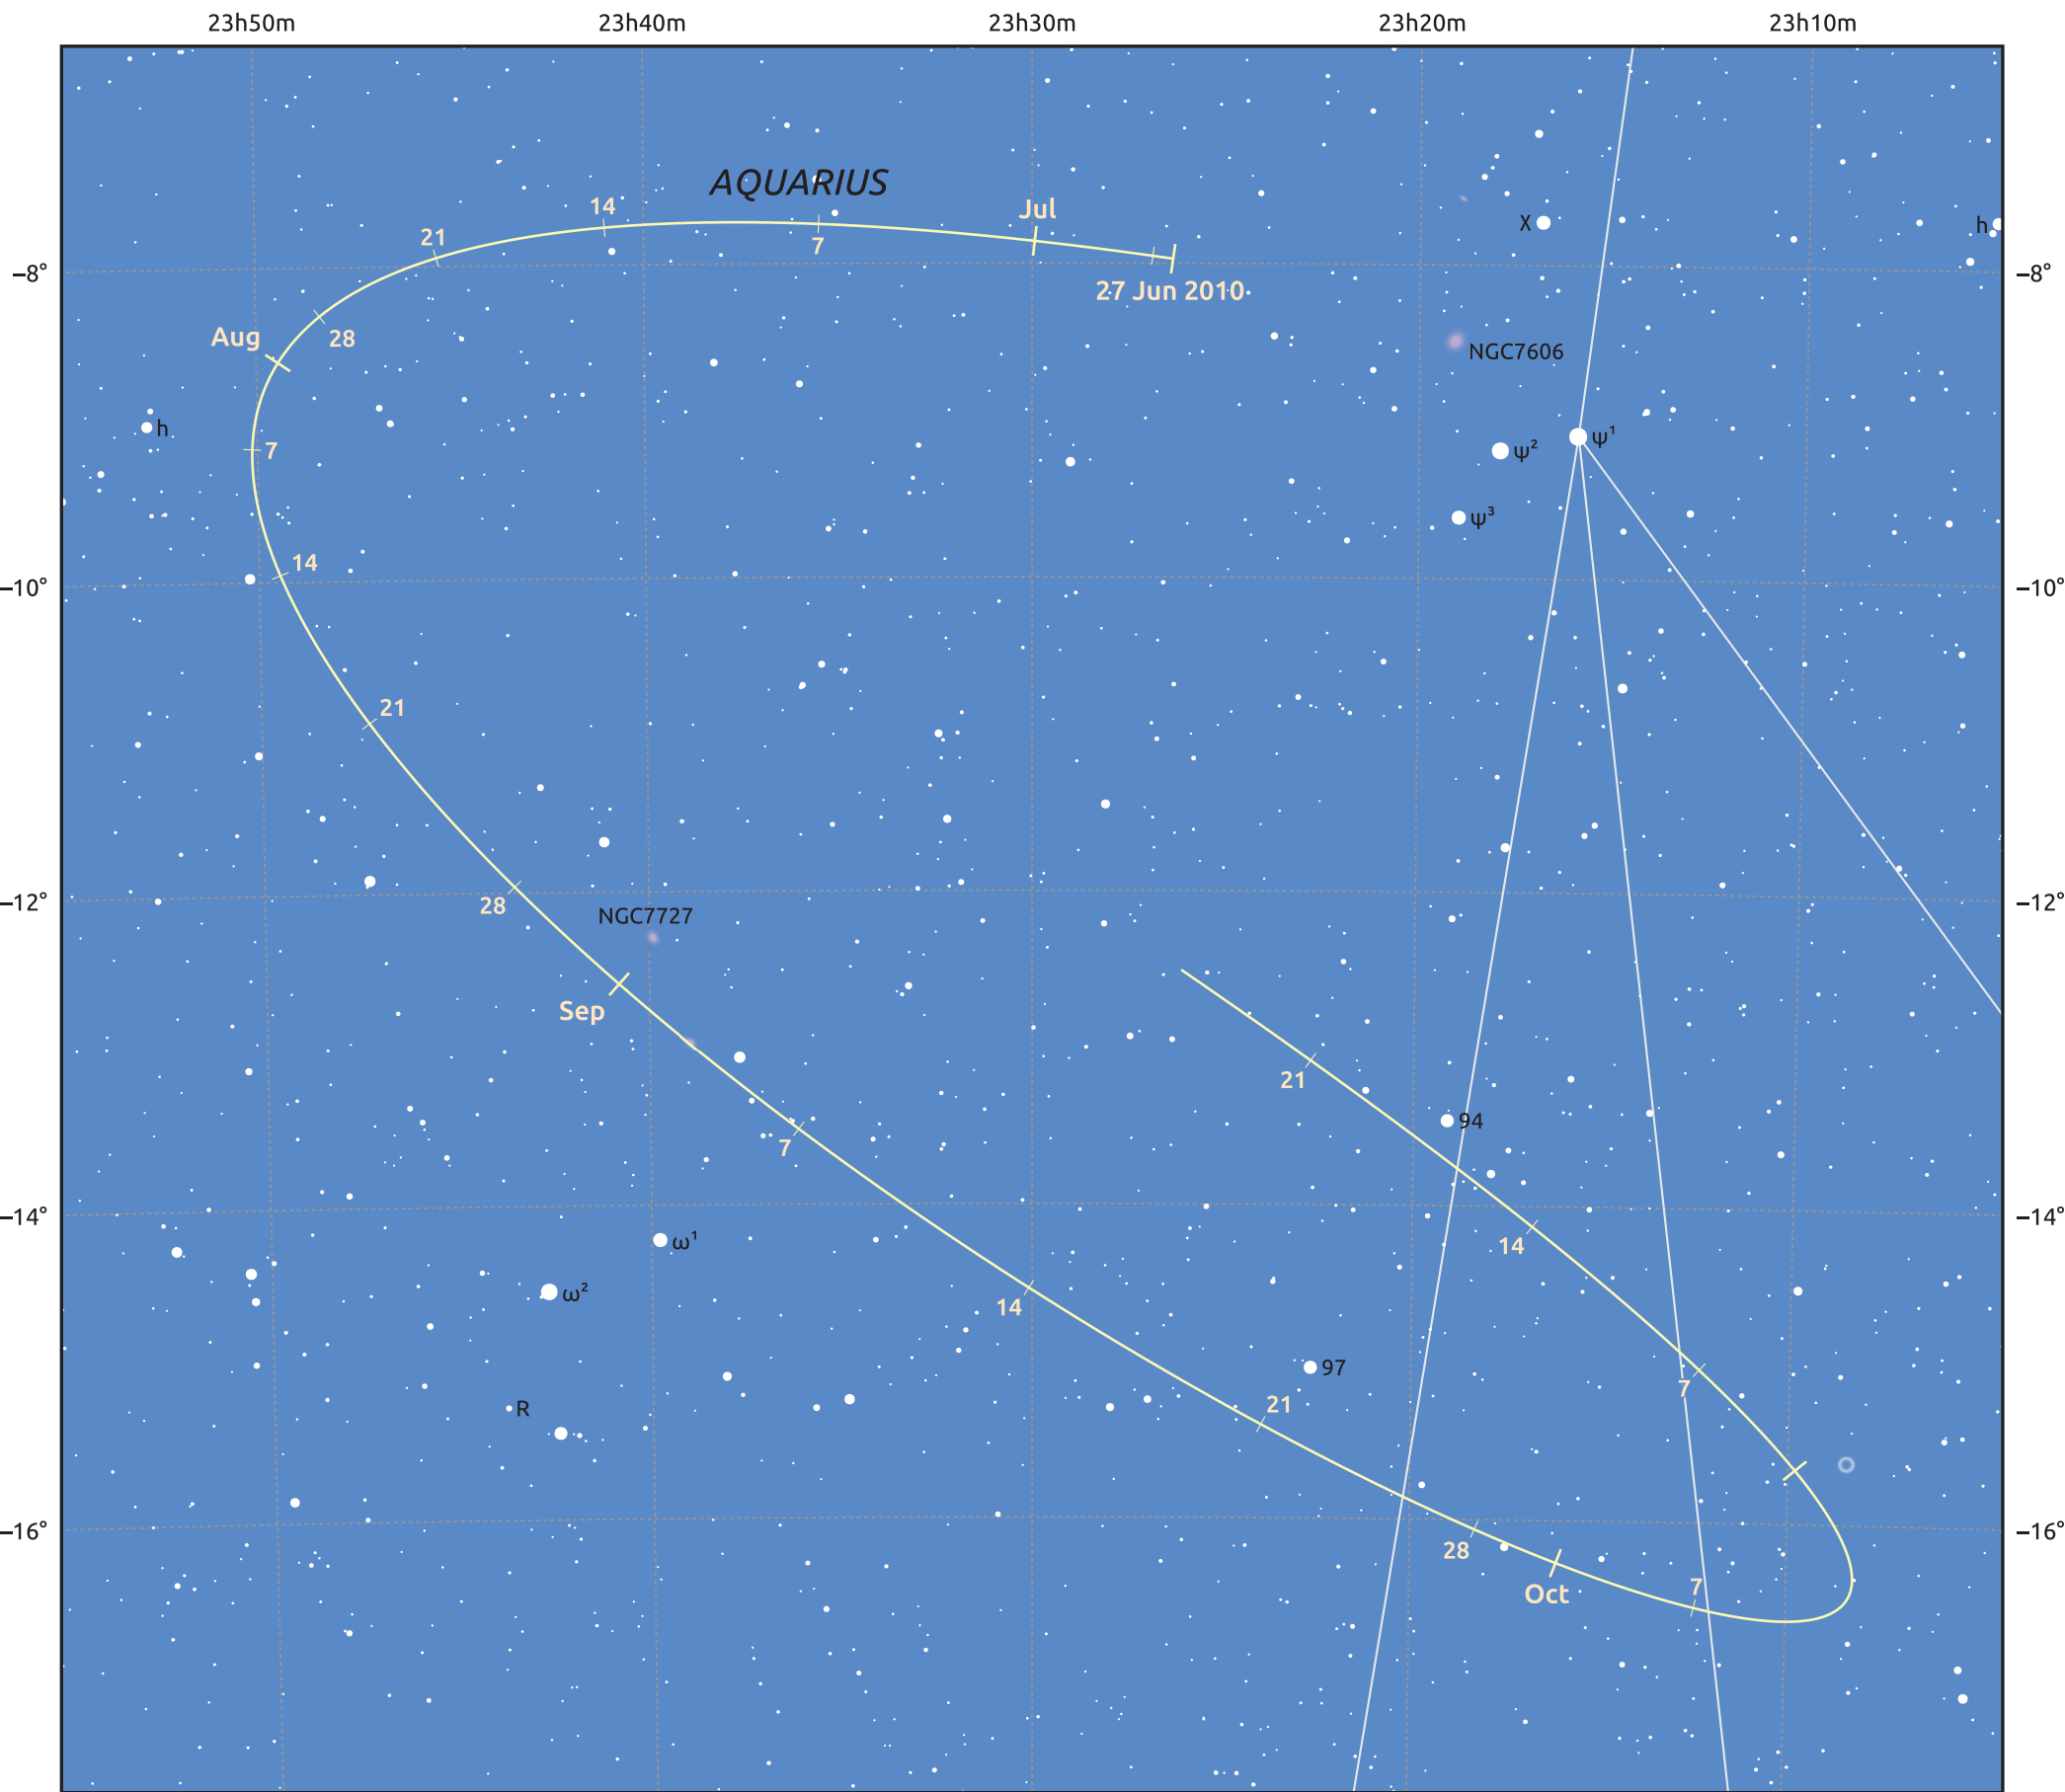 23h50m 23h40m 23h30m 23h20m 23h10m
AQUARIUS
14
Jul
X
h
21
7
−8°
−8°
27 Jun 2010
Aug
28
NGC7606
h
7
ψ¹
ψ²
ψ³
14
−10°
−10°
21
−12°
−12°
28
NGC7727
Sep
21
94
7
−14°
−14°
ω¹
14
ω²
14
97
7
21
R
−16°
−16°
28
7
Oct